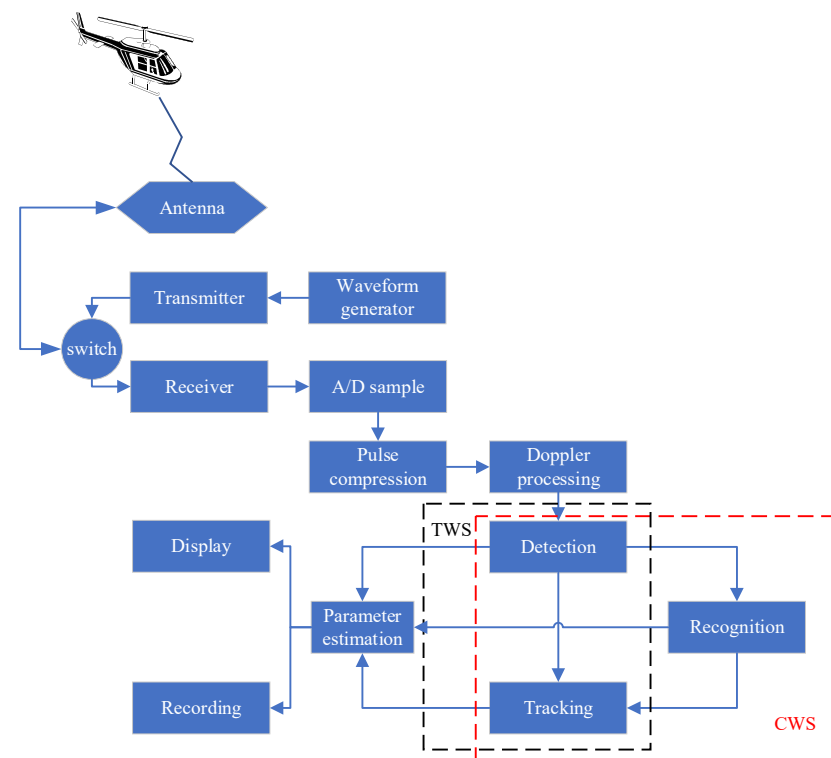 Antenna
Waveform
generator
Transmitter
switch
Receiver
A/D sample
Pulse
compression
Doppler
processing
TWS
Detection
Display
Parameter
estimation
Recognition
Recording
Tracking
CWS